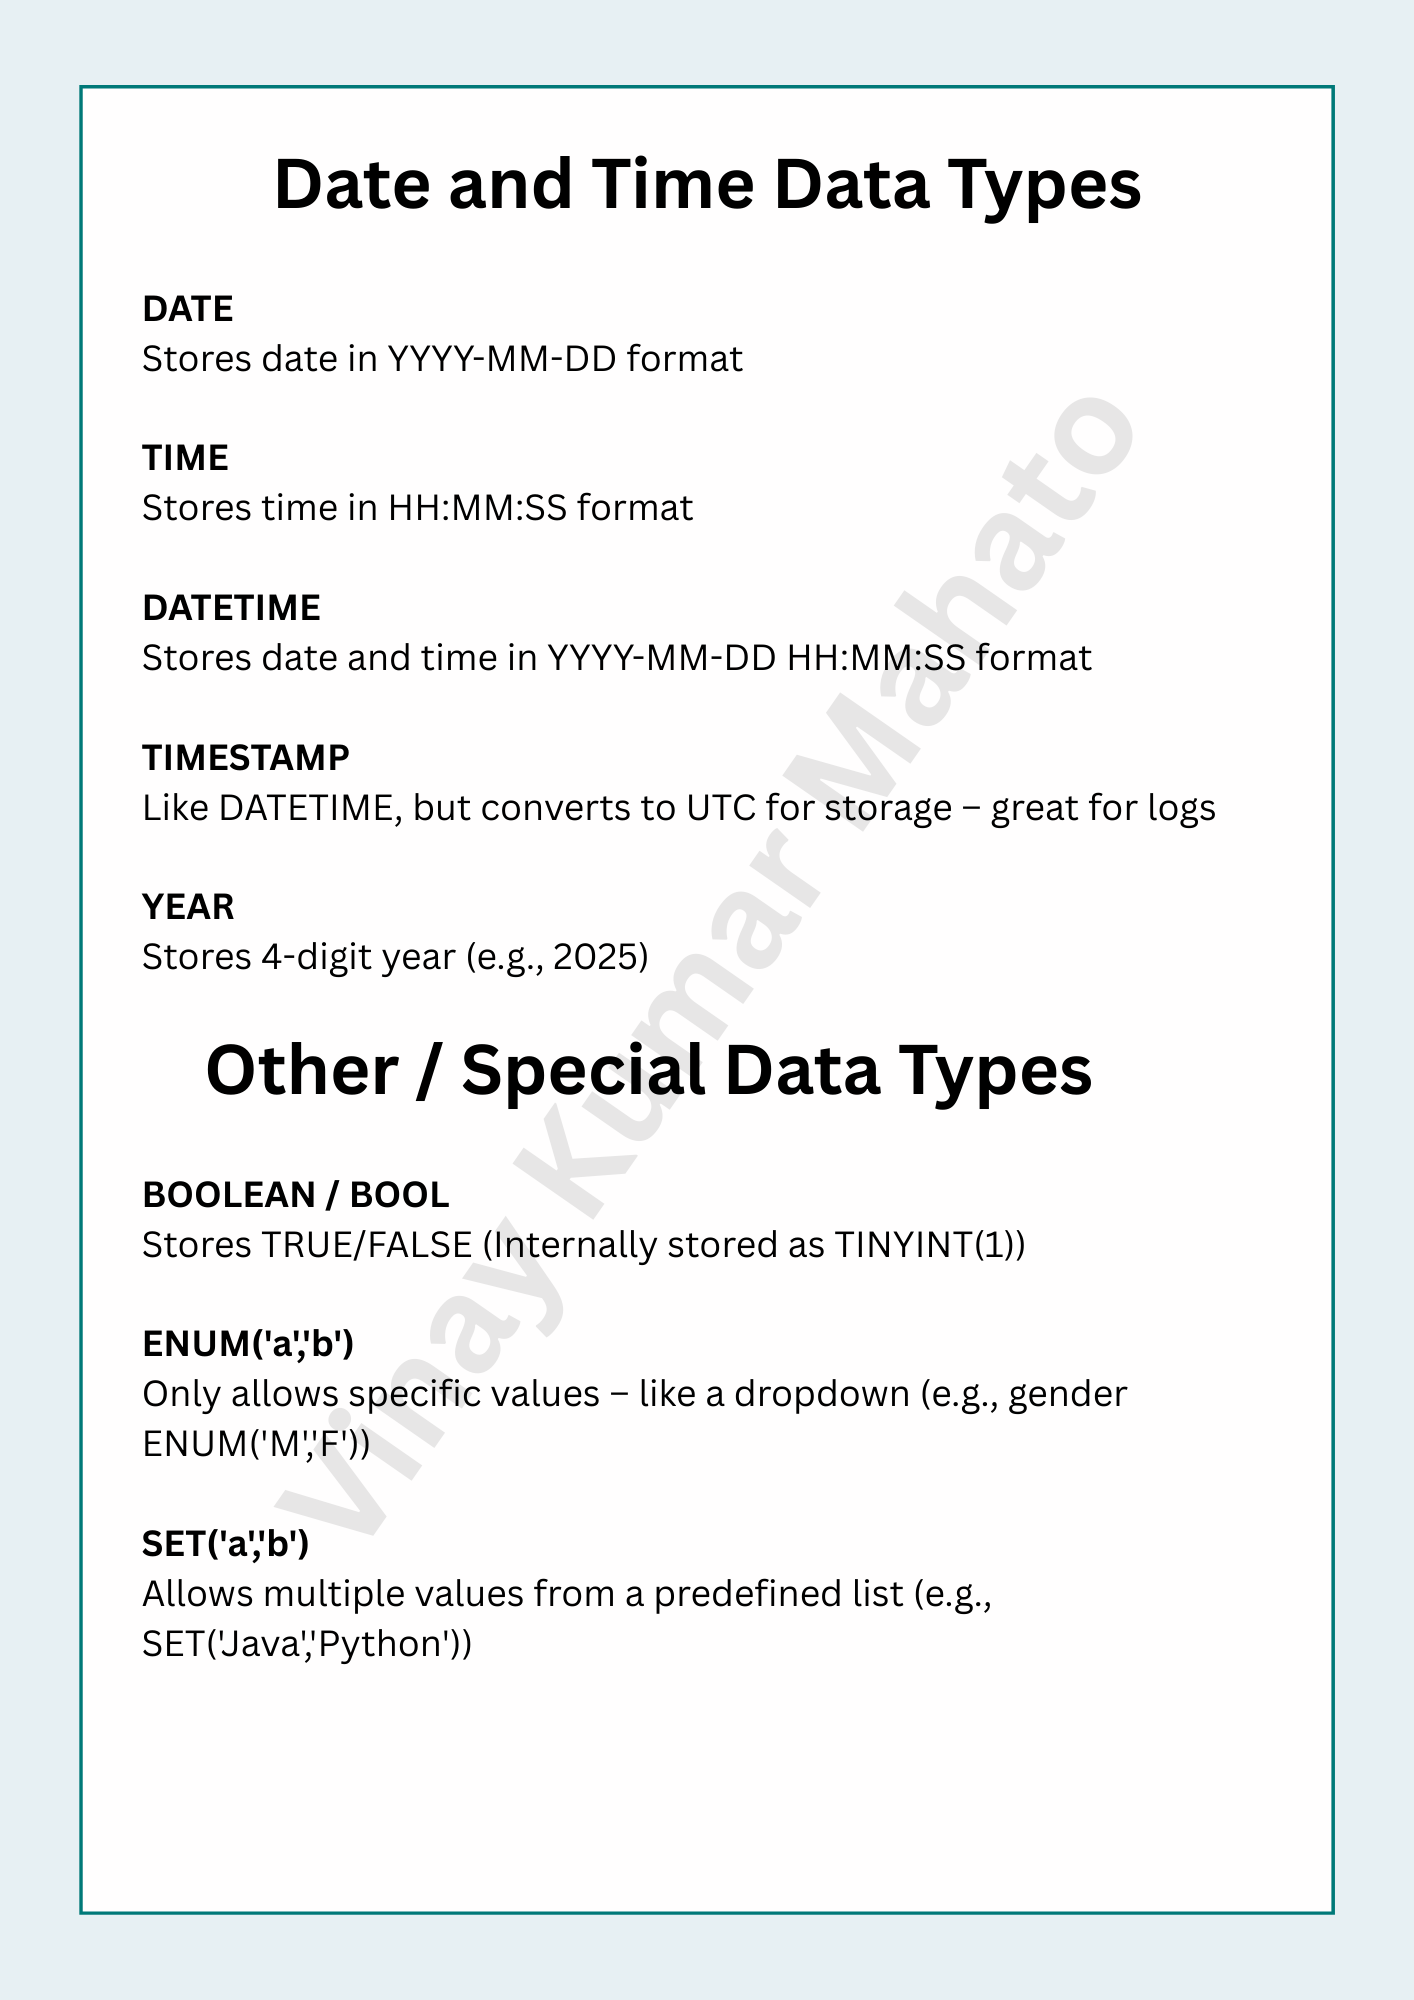 Date and Time Data Types
DATE
Stores date in YYYY-MM-DD format
TIME
Stores time in HH:MM:SS format
DATETIME
Stores date and time in YYYY-MM-DD HH:MM:SS format
TIMESTAMP
Like DATETIME, but converts to UTC for storage – great for logs
YEAR
Stores 4-digit year (e.g., 2025)
Other / Special Data Types
BOOLEAN / BOOL
Stores TRUE/FALSE (Internally stored as TINYINT(1))
ENUM('a','b')
Only allows specific values – like a dropdown (e.g., gender
ENUM('M','F'))
SET('a','b')
Allows multiple values from a predefined list (e.g.,
SET('Java','Python'))
Vinay Kumar Mahato